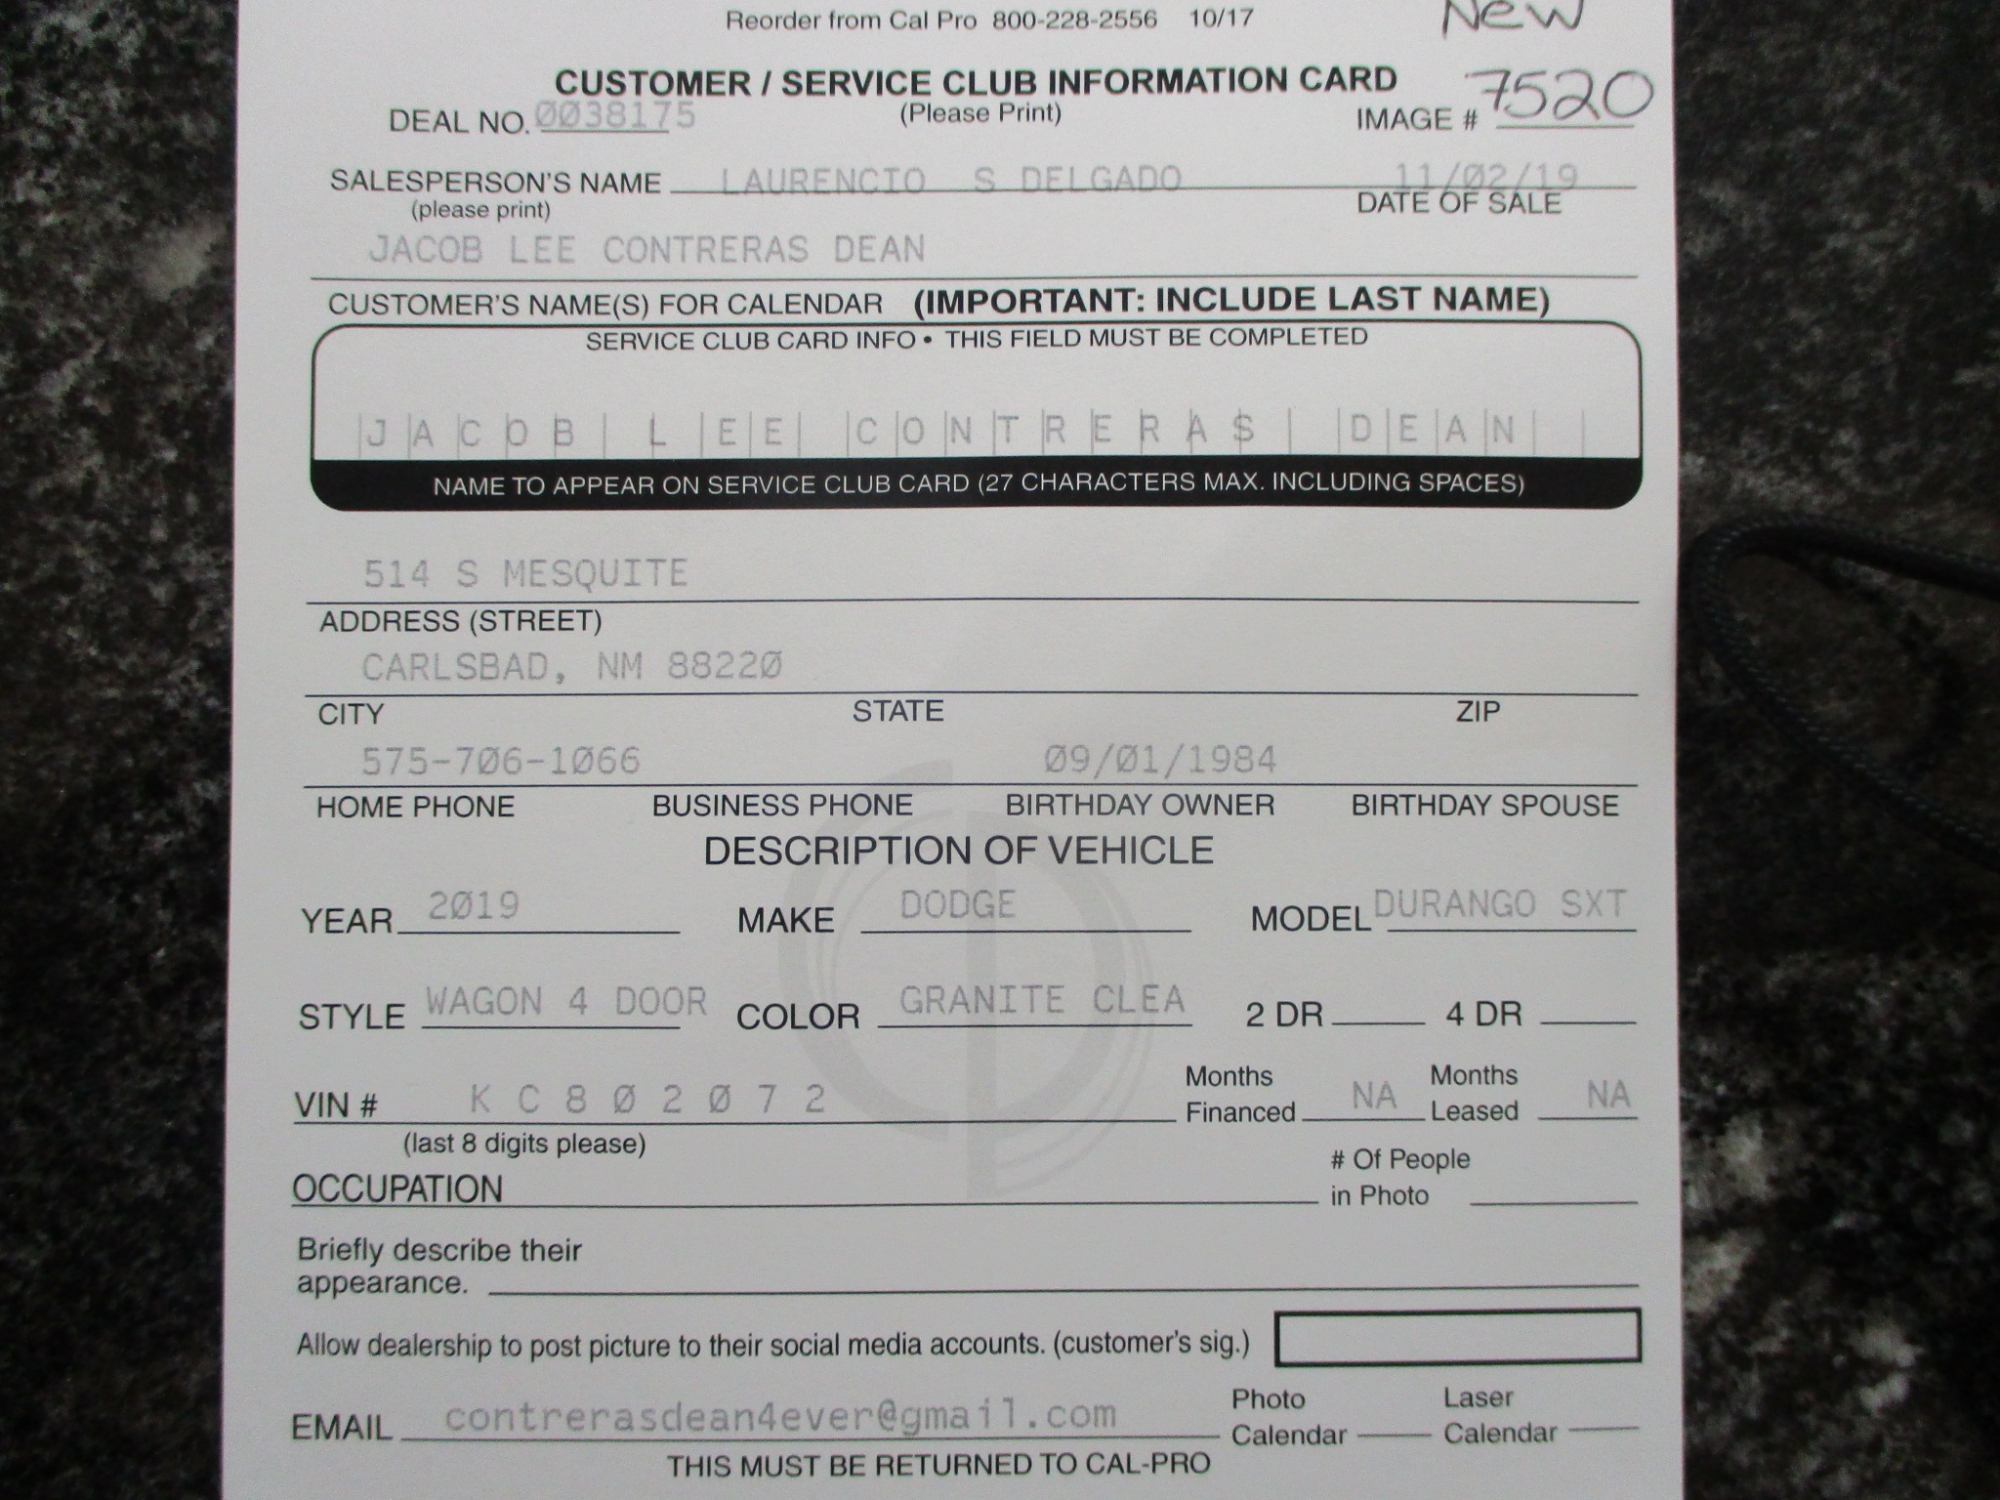 Reorder from Cal Pro 800-228-2556 10/17 New
CUSTOMER / SERVICE CLUB INFORMATION CARD
DEAL NO. 0038175 (Please Print) IMAGE # 7520
SALESPERSON'S NAME LAURENCIO S DELGADO 11/02/19
(please print) DATE OF SALE
JACOB LEE CONTRERAS DEAN
CUSTOMER'S NAME(S) FOR CALENDAR (IMPORTANT: INCLUDE LAST NAME)
SERVICE CLUB CARD INFO • THIS FIELD MUST BE COMPLETED
JACOB LEE CONTRERAS DEAN
NAME TO APPEAR ON SERVICE CLUB CARD (27 CHARACTERS MAX. INCLUDING SPACES)
514 S MESQUITE
ADDRESS (STREET)
CARLSBAD, NM 88220
CITY STATE ZIP
575-706-1066 09/01/1984
HOME PHONE BUSINESS PHONE BIRTHDAY OWNER BIRTHDAY SPOUSE
DESCRIPTION OF VEHICLE
YEAR 2019 MAKE DODGE MODEL DURANGO SXT
STYLE WAGON 4 DOOR COLOR GRANITE CLEA 2 DR 4 DR
VIN # KC802072 Months Financed NA Months Leased NA
(last 8 digits please)
OCCUPATION # Of People in Photo
Briefly describe their
appearance.
Allow dealership to post picture to their social media accounts. (customer's sig.)
EMAIL contrerasdean4ever@gmail.com Photo Calendar Laser Calendar
THIS MUST BE RETURNED TO CAL-PRO